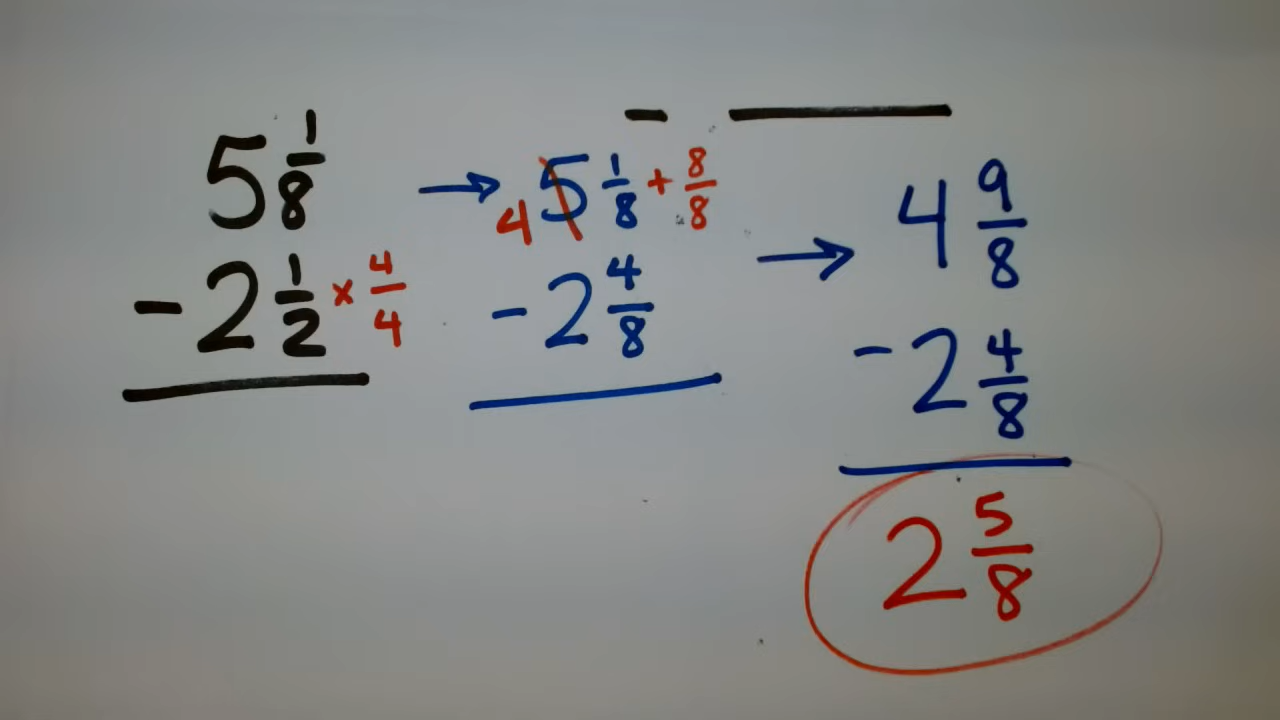 5 1/8
- 2 1/2 × 4/4
→ 4 5 1/8 + 8/8
- 2 4/8
→ 4 9/8
- 2 4/8
2 5/8